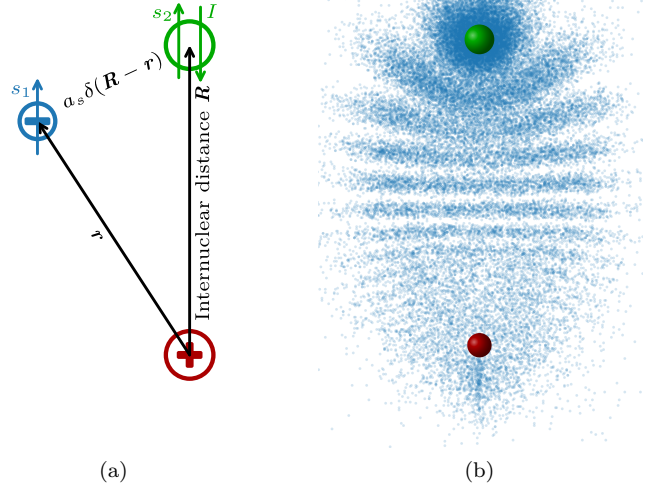 s₂ I
s₁
aₛδ(R − r)
Internuclear distance R
r
(a) (b)